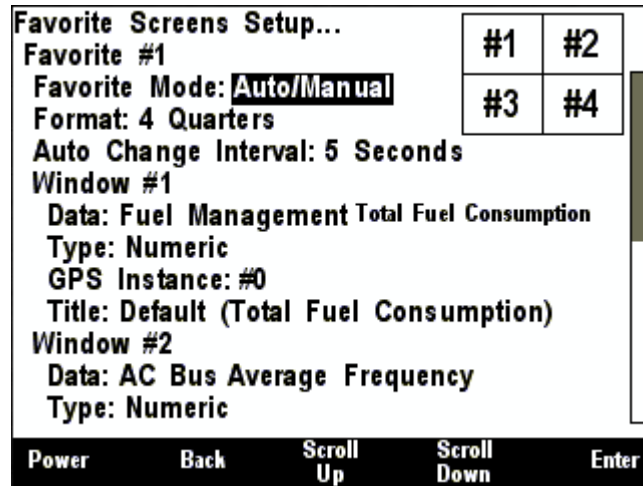 Favorite Screens Setup...
Favorite #1
Favorite Mode: Auto/Manual
Format: 4 Quarters
Auto Change Interval: 5 Seconds
Window #1
Data: Fuel Management Total Fuel Consumption
Type: Numeric
GPS Instance: #0
Title: Default (Total Fuel Consumption)
Window #2
Data: AC Bus Average Frequency
Type: Numeric
#1 #2
#3 #4
Power Back Scroll Up Scroll Down Enter